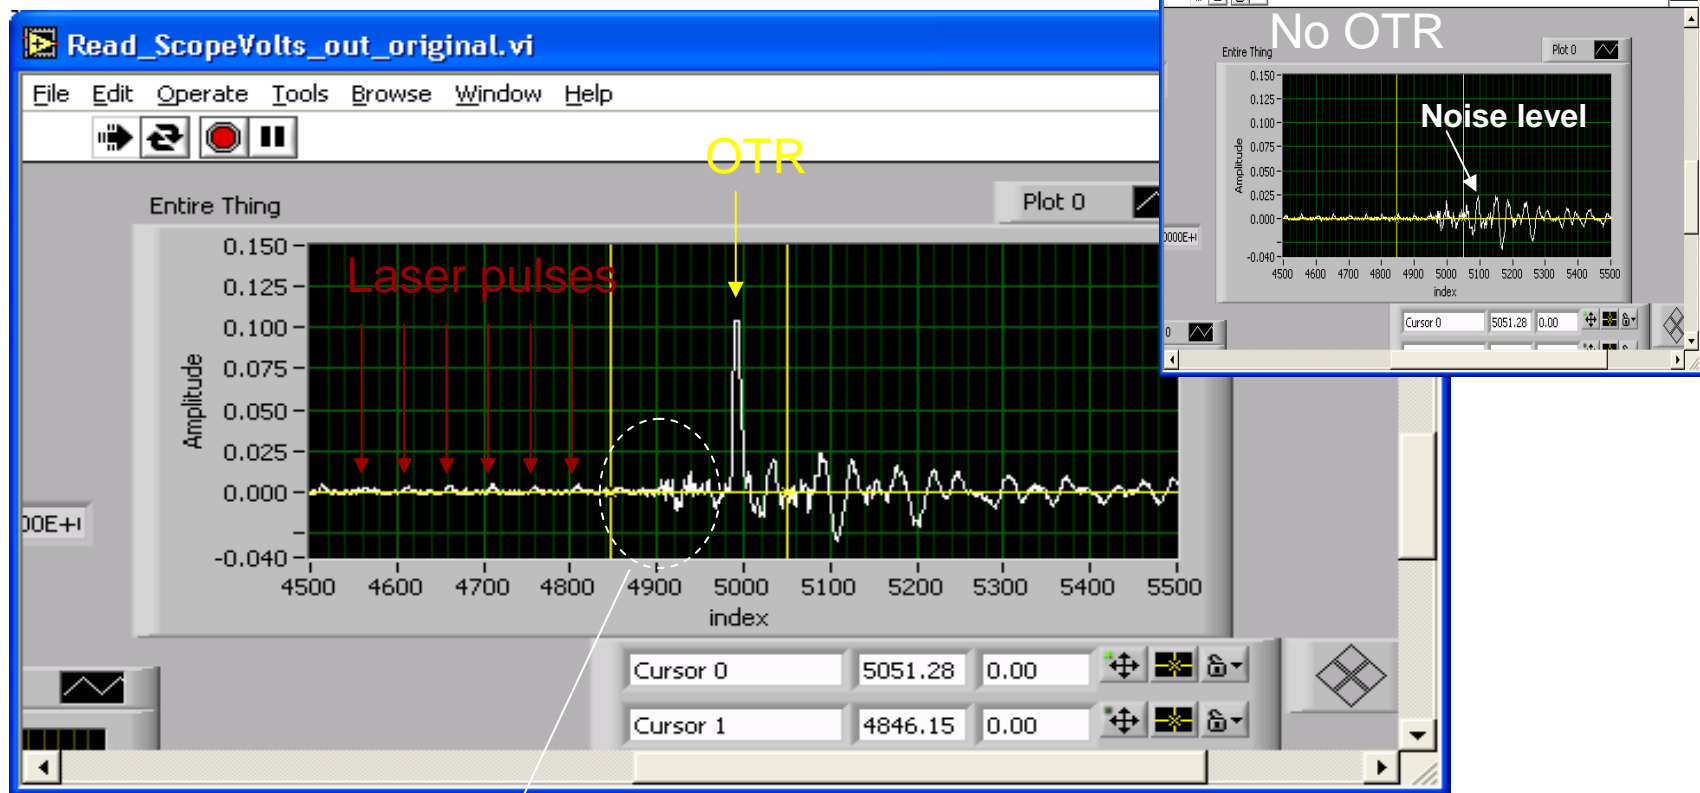 Read_ScopeVolts_out_original.vi
File Edit Operate Tools Browse Window Help
OTR
Entire Thing
Plot 0
Laser pulses
0.150
0.125
0.100
0.075
0.050
0.025
0.000
-0.040
Amplitude
4500 4600 4700 4800 4900 5000 5100 5200 5300 5400 5500
index
00E+
Cursor 0 5051.28 0.00
Cursor 1 4846.15 0.00
No OTR
Entire Thing
Plot 0
Noise level
0.150
0.125
0.100
0.075
0.050
0.025
0.000
-0.040
Amplitude
4500 4600 4700 4800 4900 5000 5100 5200 5300 5400 5500
index
0000E+
0
Cursor 0 5051.28 0.00